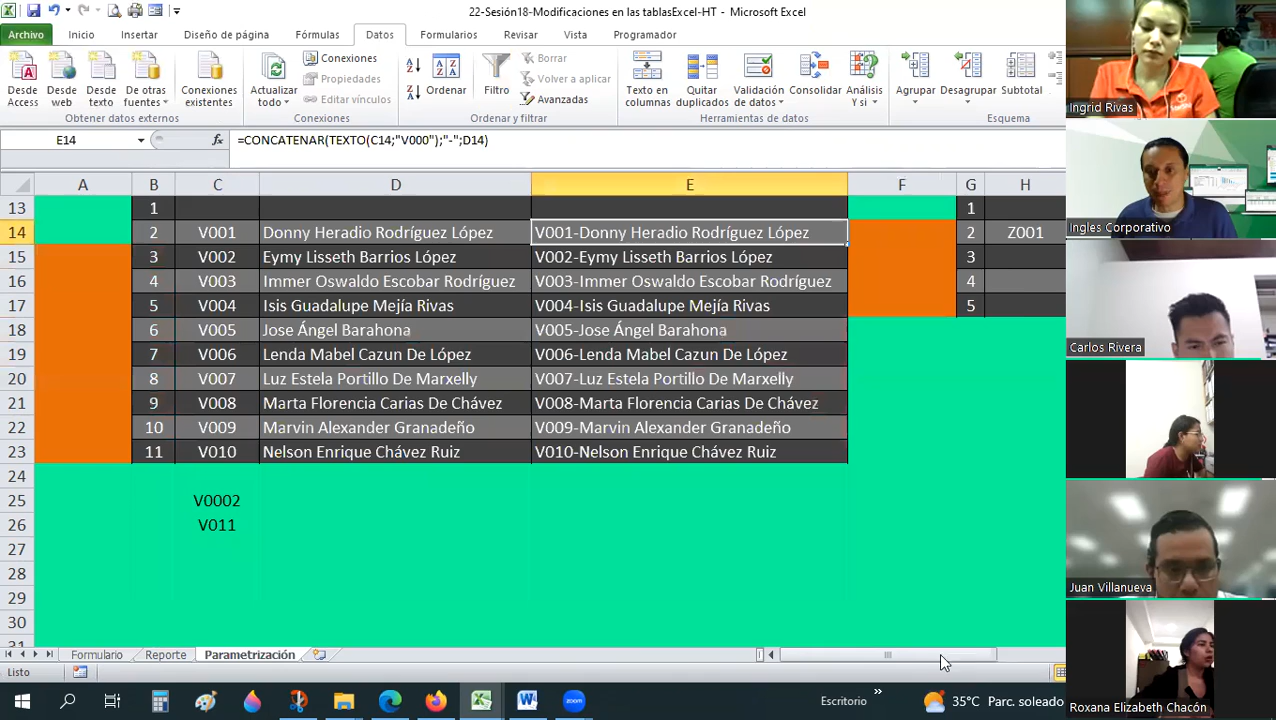 22-Sesión18-Modificaciones en las tablasExcel-HT - Microsoft Excel
Archivo Inicio Insertar Diseño de página Fórmulas Datos Formularios Revisar Vista Programador
Desde Access
Desde web
Desde texto
De otras fuentes
Conexiones existentes
Obtener datos externos
Actualizar todo
Conexiones
Propiedades
Editar vínculos
Conexiones
Ordenar
Filtro
Borrar
Volver a aplicar
Avanzadas
Ordenar y filtrar
Texto en columnas
Quitar duplicados
Validación de datos
Consolidar
Análisis Y si
Herramientas de datos
Agrupar
Desagrupar
Subtotal
Esquema
E14 fx =CONCATENAR(TEXTO(C14;"V000");"-";D14)
A B C D E F G H
13 1 1
14 2 V001 Donny Heradio Rodríguez López V001-Donny Heradio Rodríguez López 2 Z001
15 3 V002 Eymy Lisseth Barrios López V002-Eymy Lisseth Barrios López 3
16 4 V003 Immer Oswaldo Escobar Rodríguez V003-Immer Oswaldo Escobar Rodríguez 4
17 5 V004 Isis Guadalupe Mejía Rivas V004-Isis Guadalupe Mejía Rivas 5
18 6 V005 Jose Ángel Barahona V005-Jose Ángel Barahona
19 7 V006 Lenda Mabel Cazun De López V006-Lenda Mabel Cazun De López
20 8 V007 Luz Estela Portillo De Marxelly V007-Luz Estela Portillo De Marxelly
21 9 V008 Marta Florencia Carias De Chávez V008-Marta Florencia Carias De Chávez
22 10 V009 Marvin Alexander Granadeño V009-Marvin Alexander Granadeño
23 11 V010 Nelson Enrique Chávez Ruiz V010-Nelson Enrique Chávez Ruiz
24
25 V0002
26 V011
27
28
29
30
31
Formulario Reporte Parametrización
Listo
Escritorio » 35°C Parc. soleado
Ingrid Rivas
Ingles Corporativo
Carlos Rivera
Juan Villanueva
Roxana Elizabeth Chacón